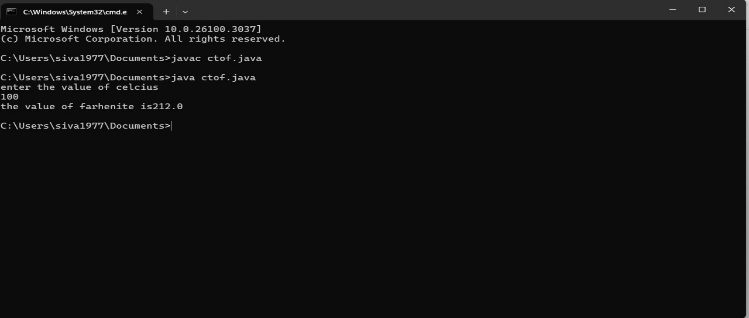 C:\Windows\System32\cmd.e
Microsoft Windows [Version 10.0.26100.3037]
(c) Microsoft Corporation. All rights reserved.
C:\Users\siva1977\Documents>javac ctof.java
C:\Users\siva1977\Documents>java ctof.java
enter the value of celcius
100
the value of farhenite is212.0
C:\Users\siva1977\Documents>